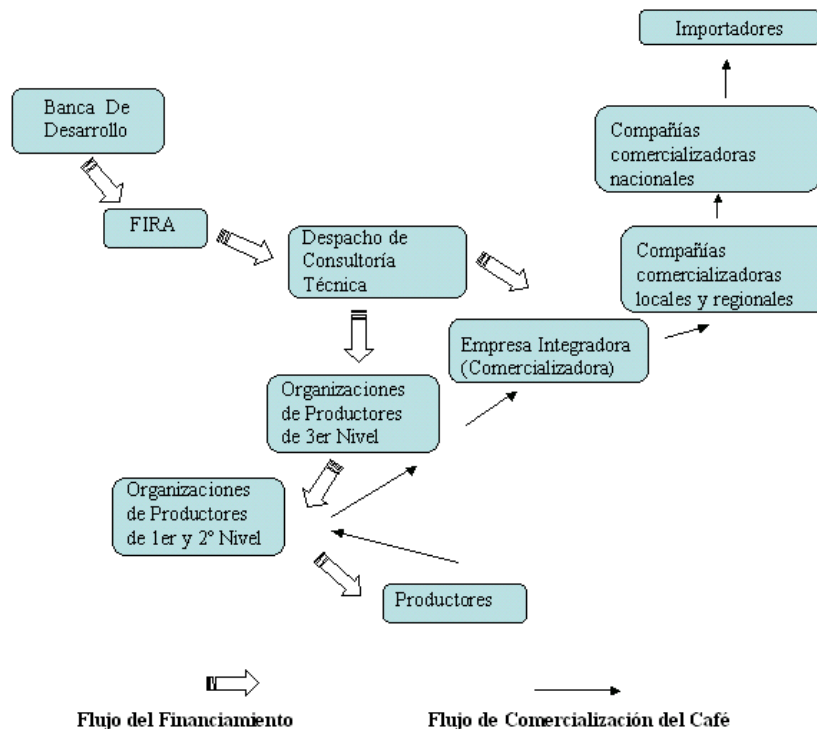 Importadores
Banca De
Desarrollo
Compañías
comercializadoras
nacionales
FIRA
Despacho de
Consultoría
Técnica
Compañías
comercializadoras
locales y regionales
Empresa Integradora
(Comercializadora)
Organizaciones
de Productores
de 3er Nivel
Organizaciones
de Productores
de 1er y 2º Nivel
Productores
Flujo del Financiamiento
Flujo de Comercialización del Café